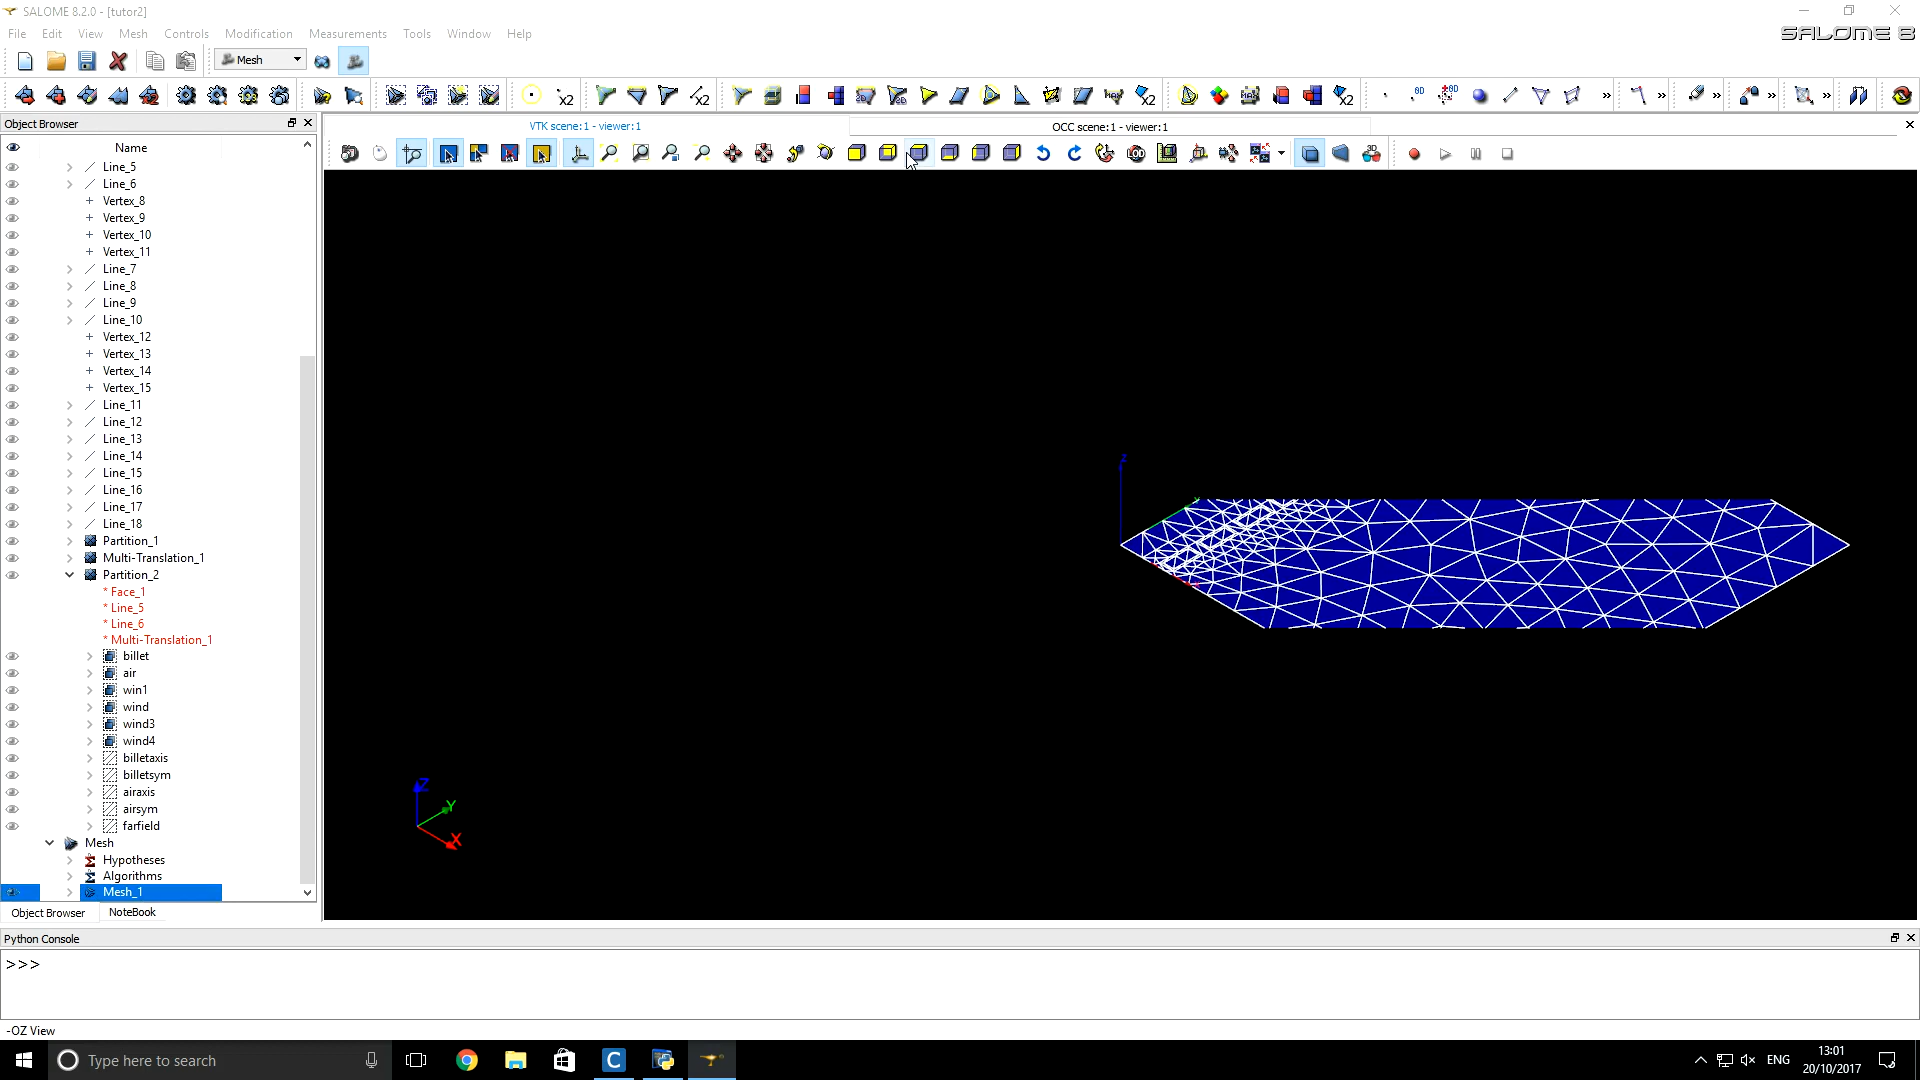 SALOME 8.2.0 - [tutor2]
File Edit View Mesh Controls Modification Measurements Tools Window Help
SALOME 8
Mesh
Object Browser
VTK scene:1 - viewer:1
OCC scene:1 - viewer:1
Name
Line_5
Line_6
Vertex_8
Vertex_9
Vertex_10
Vertex_11
Line_7
Line_8
Line_9
Line_10
Vertex_12
Vertex_13
Vertex_14
Vertex_15
Line_11
Line_12
Line_13
Line_14
Line_15
Line_16
Line_17
Line_18
Partition_1
Multi-Translation_1
Partition_2
* Face_1
* Line_5
* Line_6
* Multi-Translation_1
billet
air
win1
wind
wind3
wind4
billetaxis
billetsym
airaxis
airsym
farfield
Mesh
Hypotheses
Algorithms
Mesh_1
Z
Y
X
Z
Y
X
Object Browser NoteBook
Python Console
>>>
-OZ View
Type here to search
ENG
13:01
20/10/2017